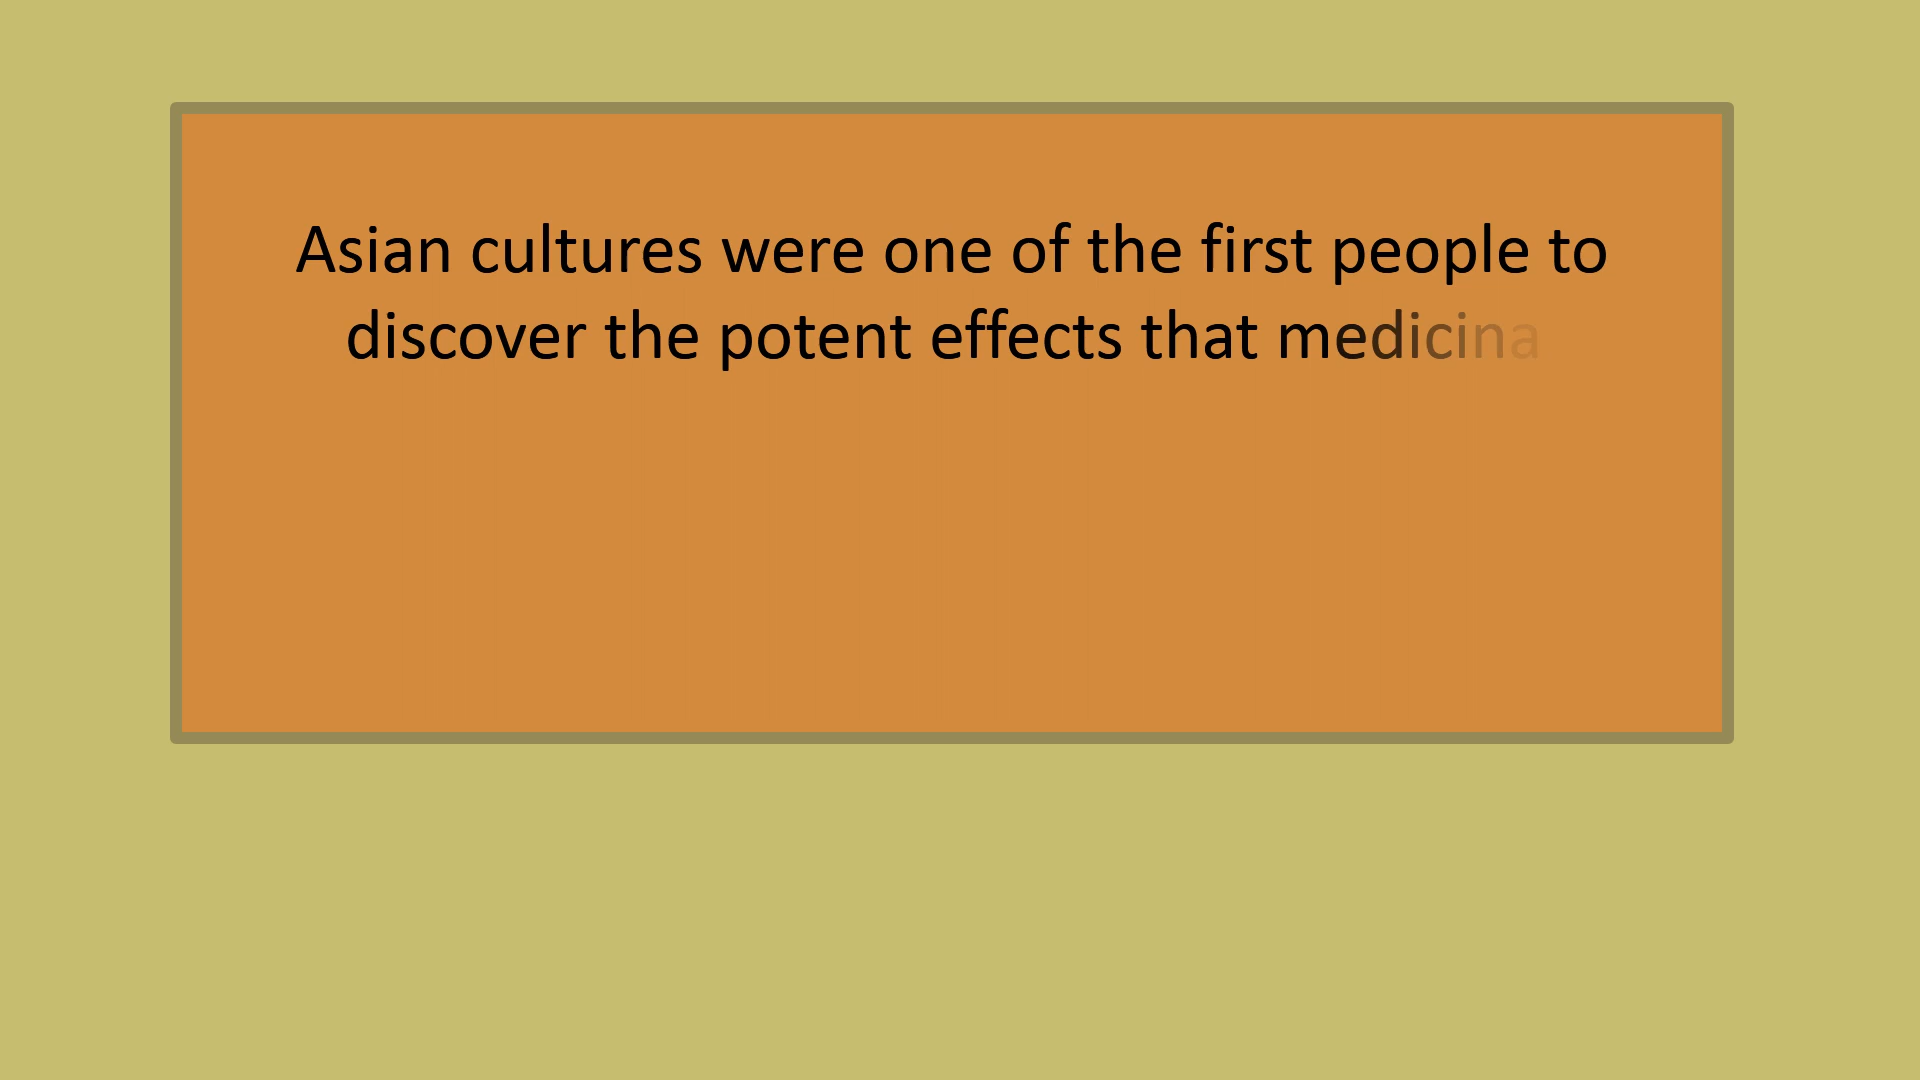 Asian cultures were one of the first people to
discover the potent effects that medicina